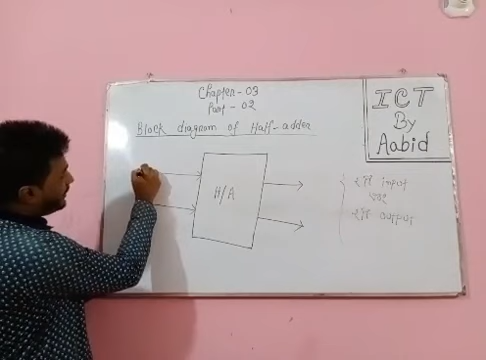 Chapter - 03
Part - 02
Block diagram of Half-adder
ICT
By
Aabid
H/A
২টি input
এবং
২টি output